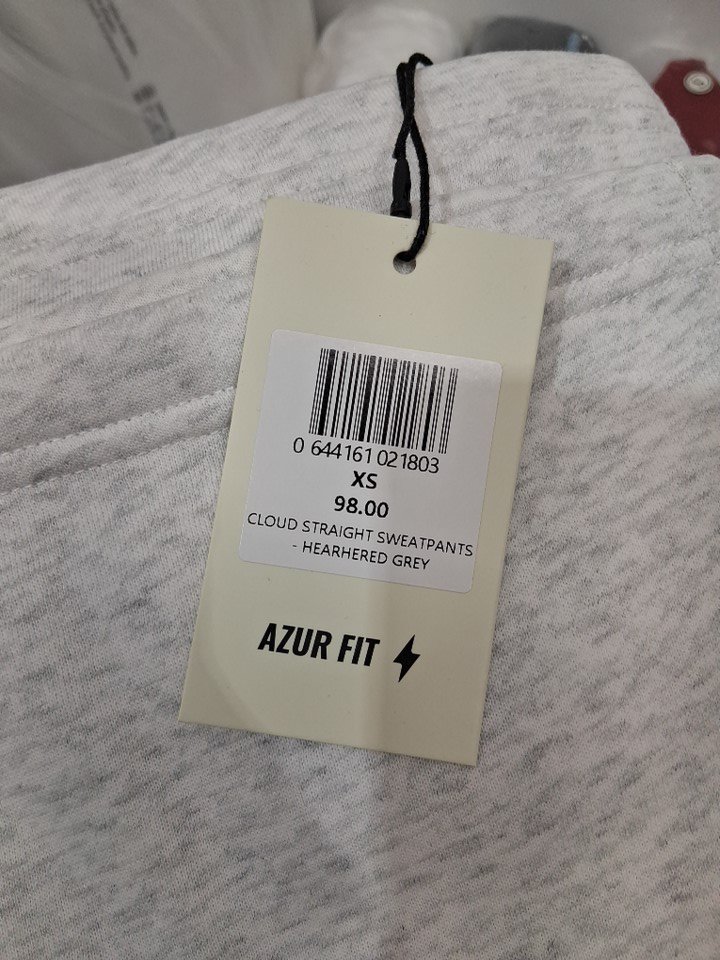 0 644161 021803
XS
98.00
CLOUD STRAIGHT SWEATPANTS
- HEARHERED GREY
AZUR FIT